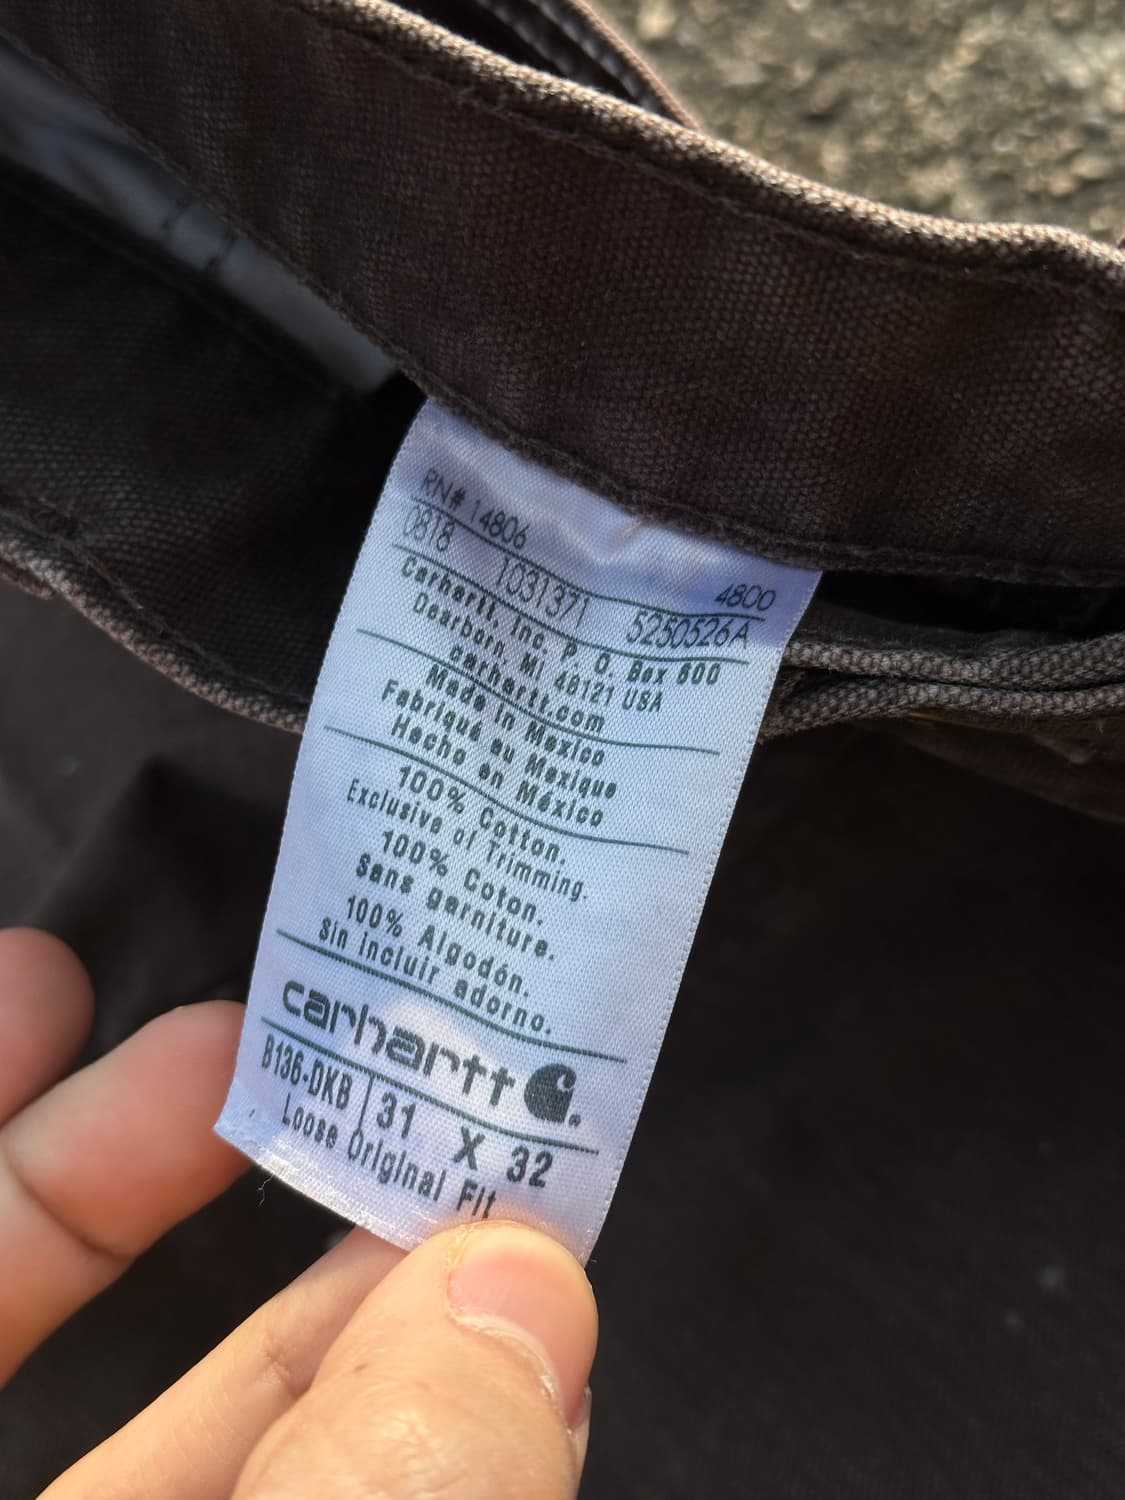 RN# 14806 4800
0818 1031371 5250526A
Carhartt, Inc. P. O. Box 600
Dearborn, MI 48121 USA
carhartt.com
Made in Mexico
Fabriqué au Mexique
Hecho en México
100% Cotton.
Exclusive of Trimming.
100% Coton.
Sans garniture.
100% Algodón.
Sin incluir adorno.
carhartt
B136-DKB 31 X 32
Loose Original Fit